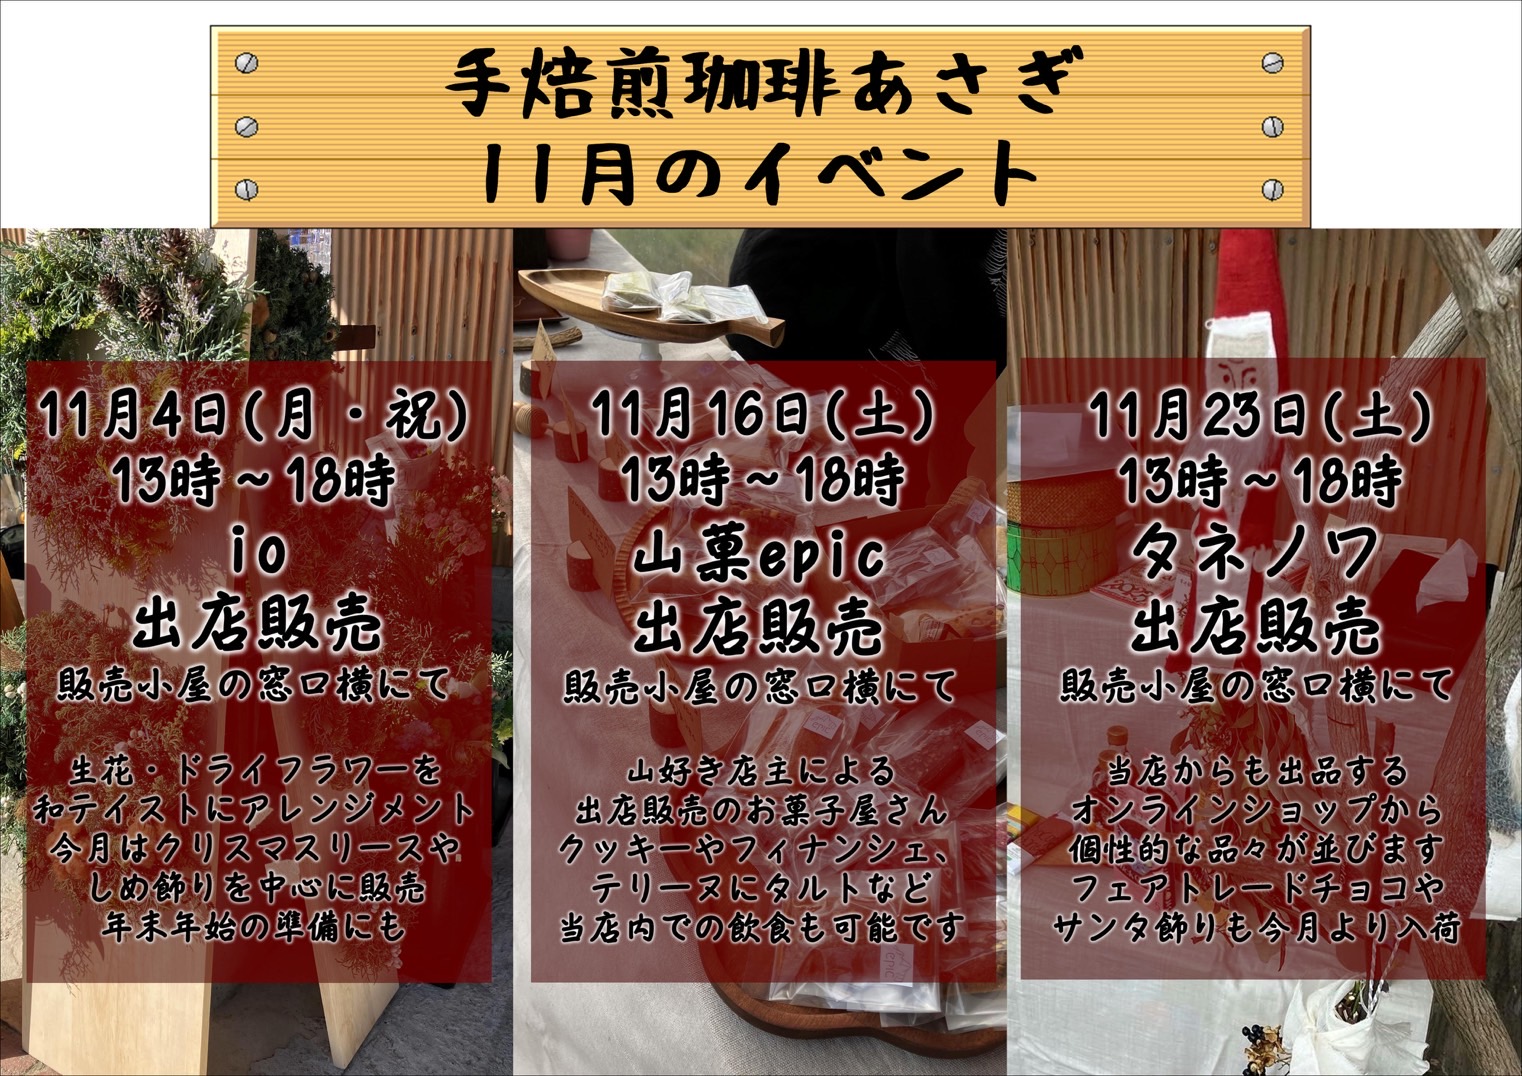 手焙煎珈琲あさぎ
11月のイベント
11月4日(月・祝)
13時~18時
io
出店販売
販売小屋の窓口横にて
生花・ドライフラワーを
和テイストにアレンジメント
今月はクリスマスリースや
しめ飾りを中心に販売
年末年始の準備にも
11月16日(土)
13時~18時
山菓epic
出店販売
販売小屋の窓口横にて
山好き店主による
出店販売のお菓子屋さん
クッキーやフィナンシェ、
テリーヌにタルトなど
当店内での飲食も可能です
11月23日(土)
13時~18時
タネノワ
出店販売
販売小屋の窓口横にて
当店からも出品する
オンラインショップから
個性的な品々が並びます
フェアトレードチョコや
サンタ飾りも今月より入荷
epic